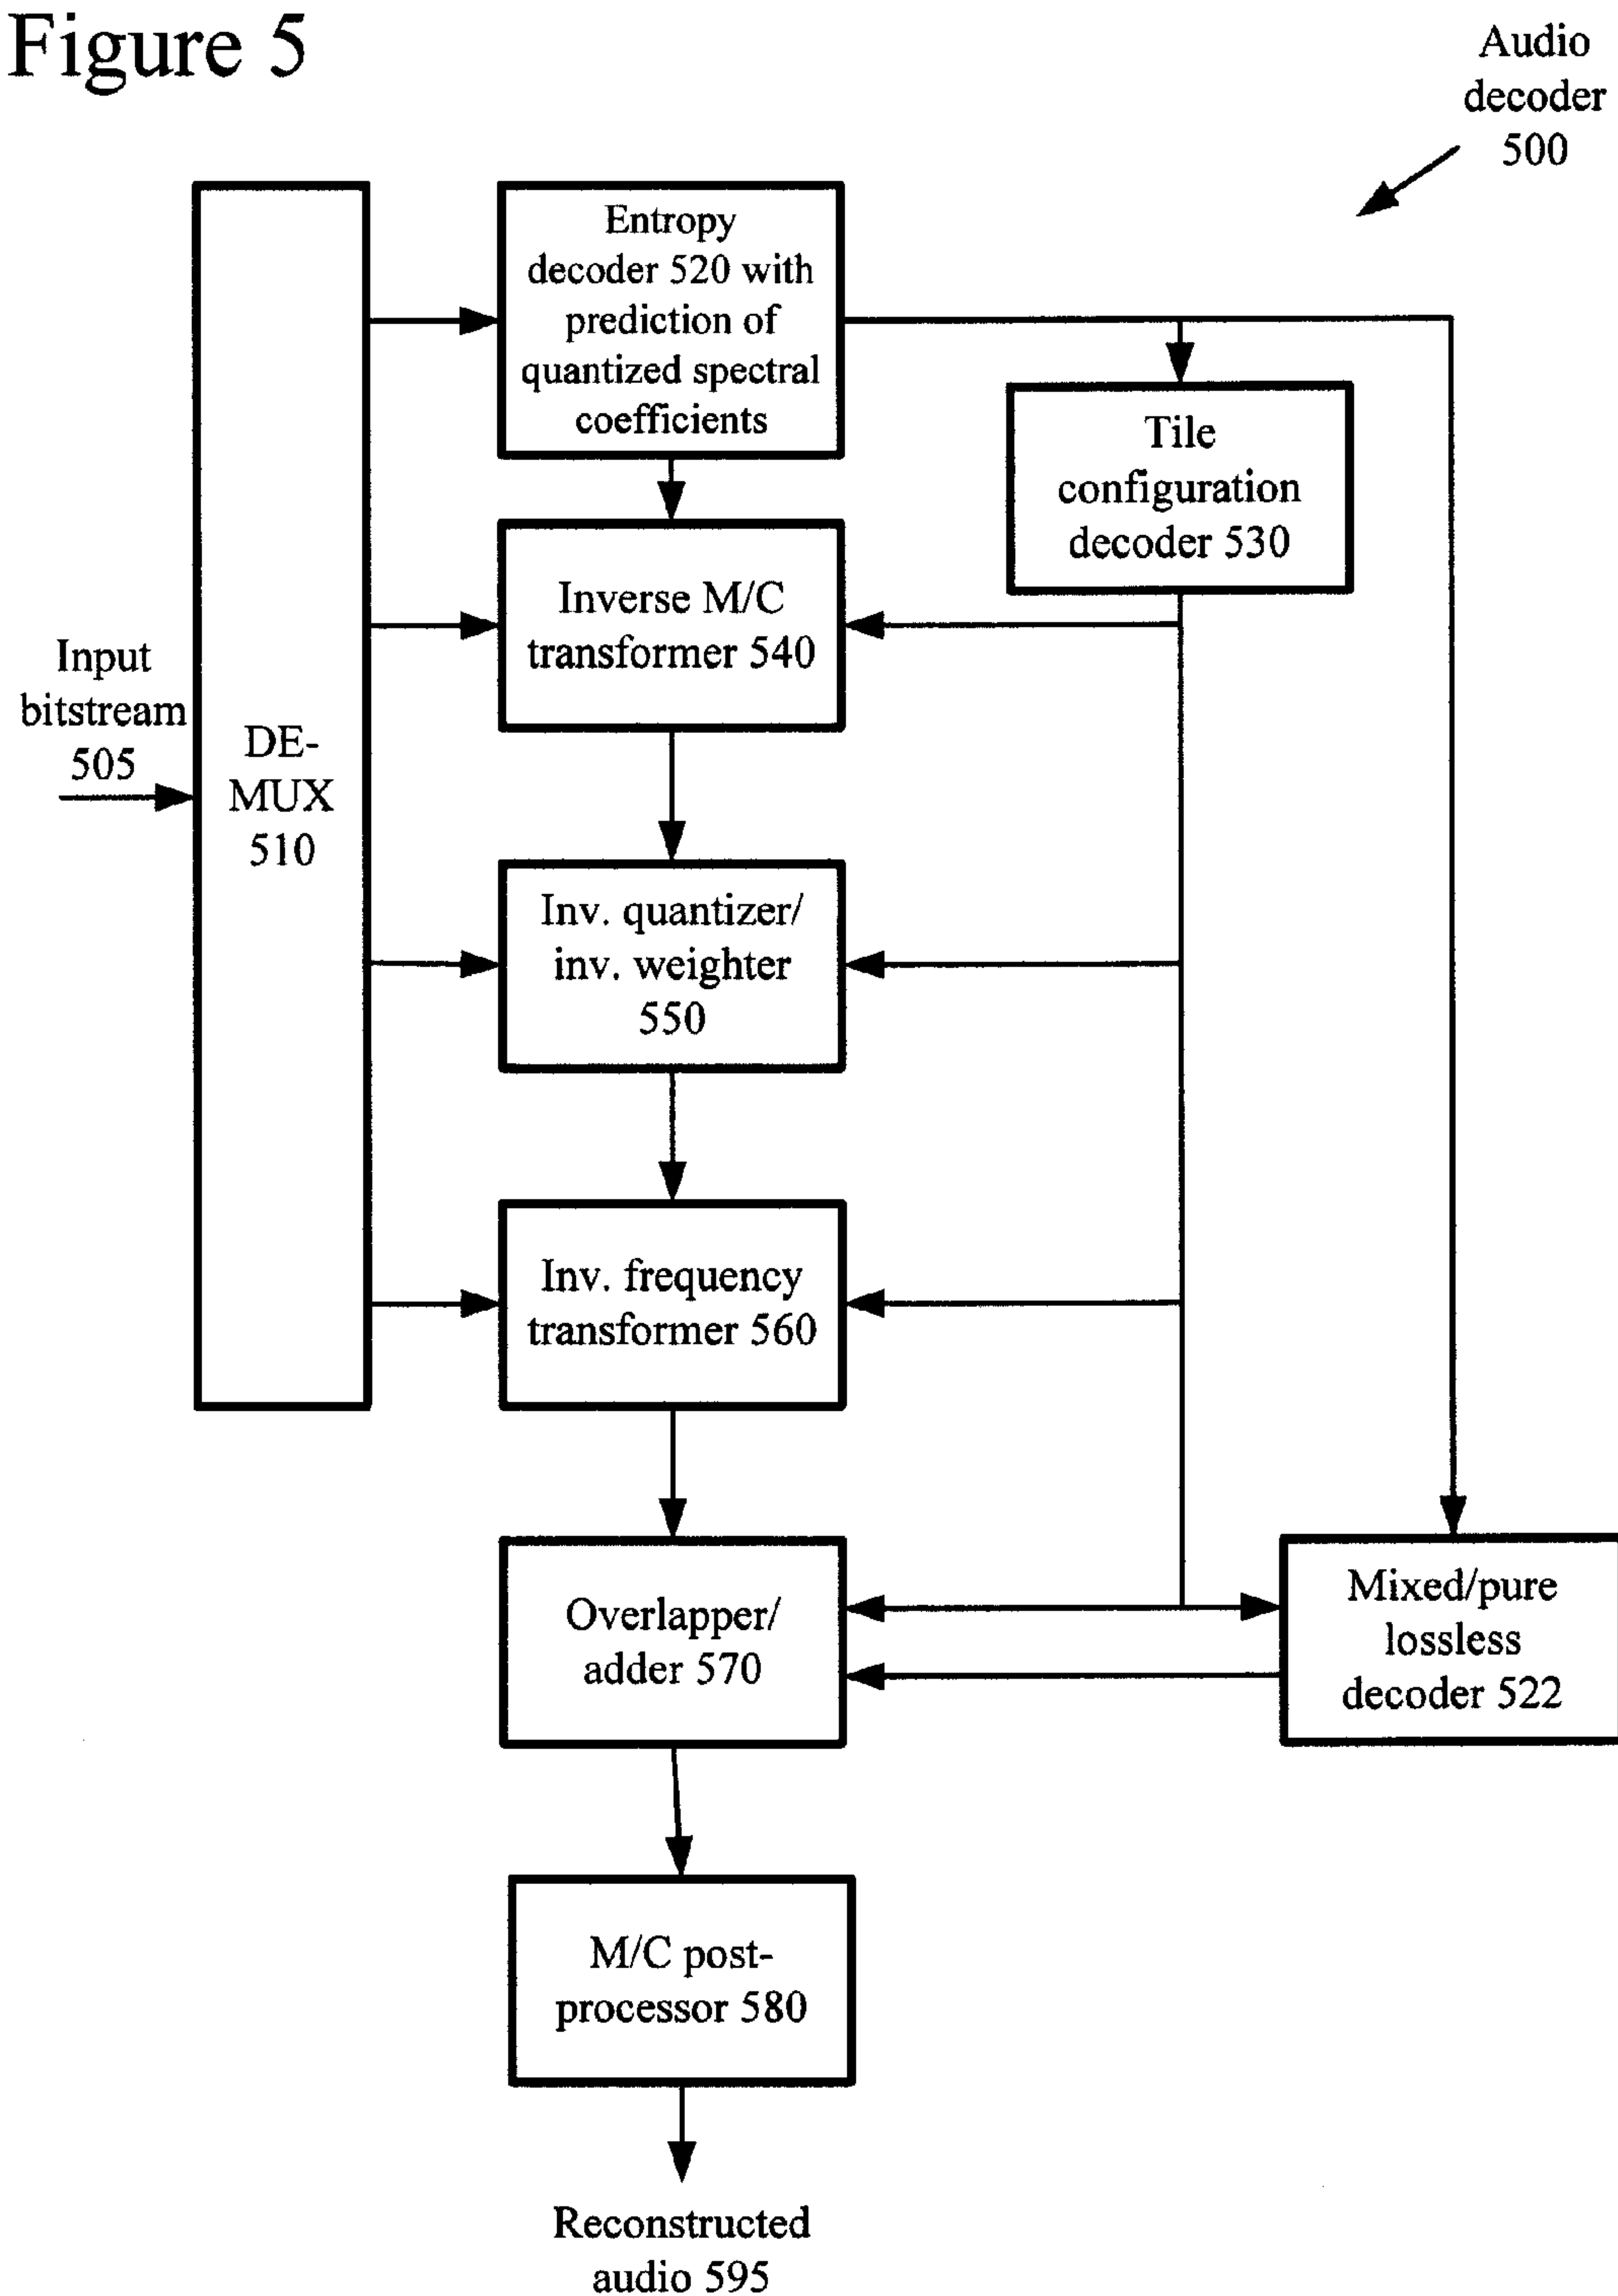 Figure 5
Audio
decoder
500
Entropy
decoder 520 with
prediction of
quantized spectral
coefficients
Tile
configuration
decoder 530
Inverse M/C
transformer 540
Input
bitstream
505
DE-
MUX
510
Inv. quantizer/
inv. weighter
550
Inv. frequency
transformer 560
Overlapper/
adder 570
Mixed/pure
lossless
decoder 522
M/C post-
processor 580
Reconstructed
audio 595